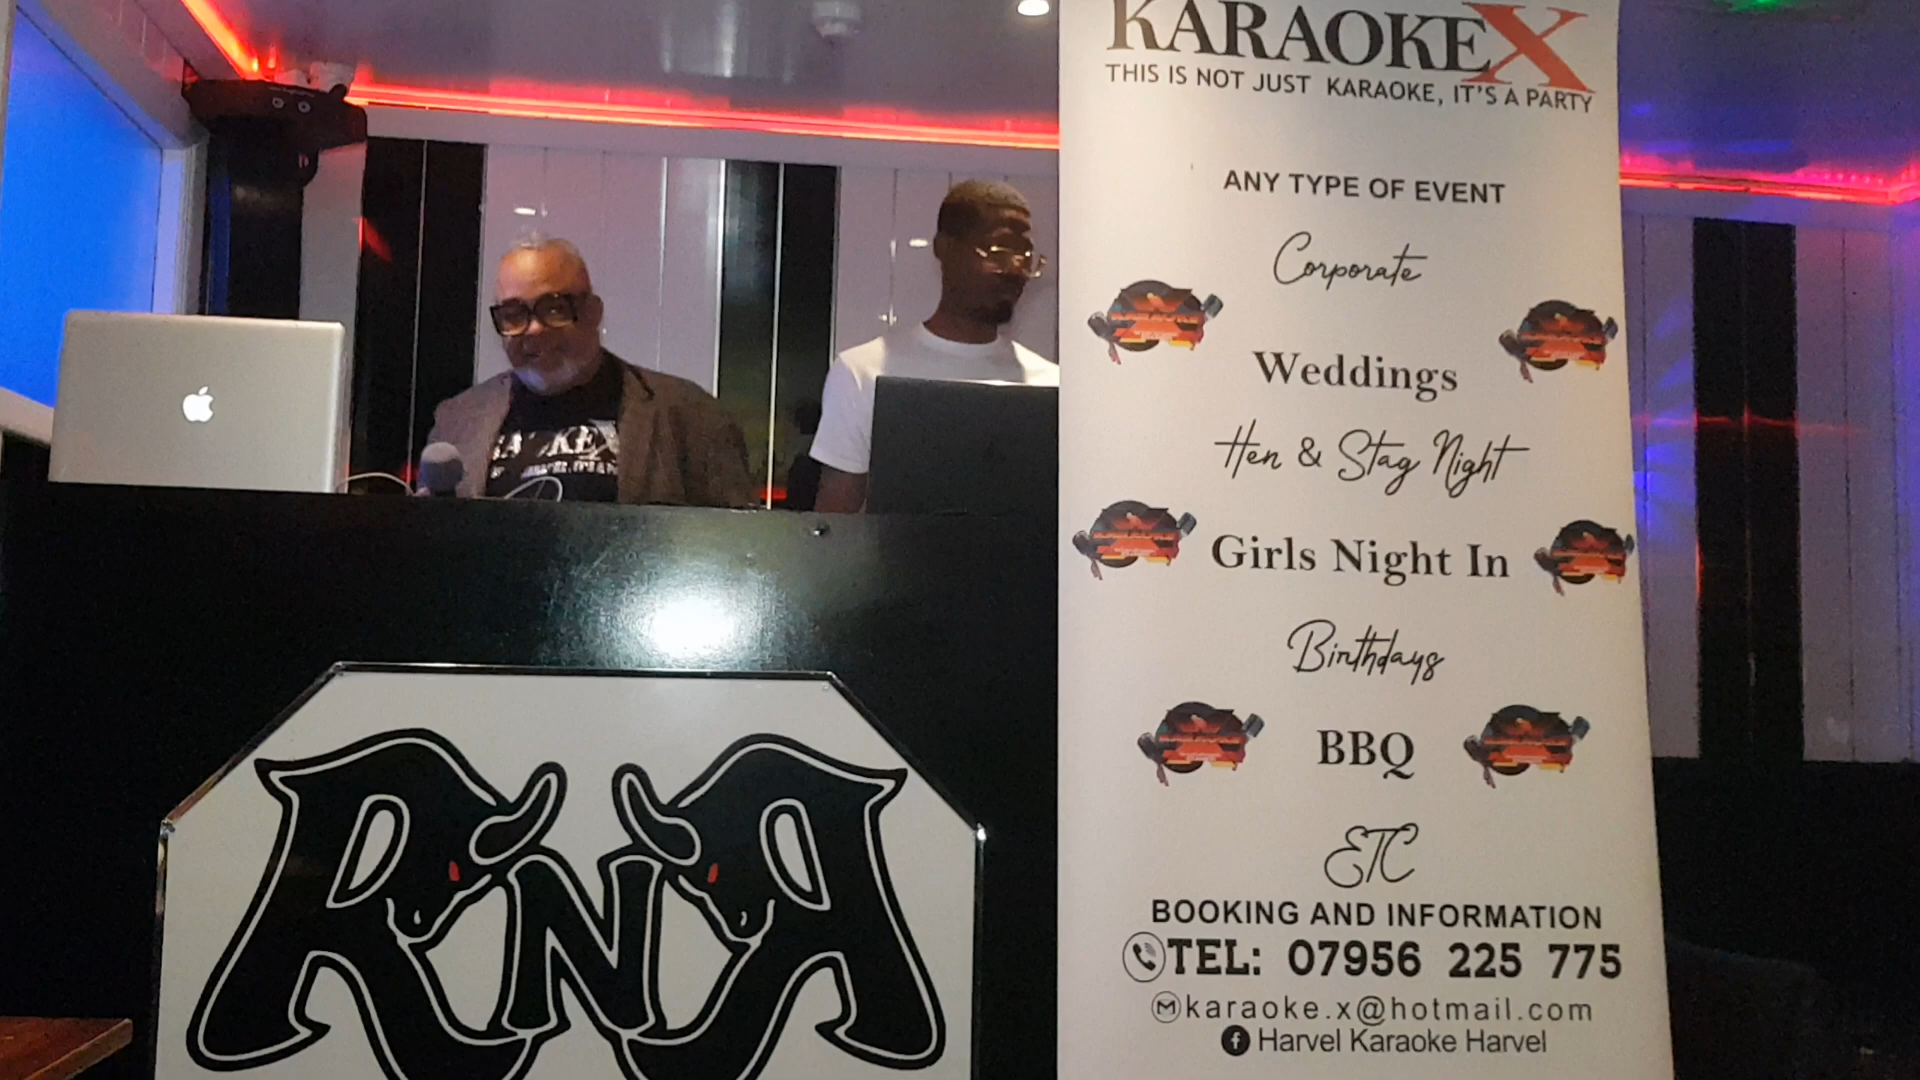 KARAOKEX
THIS IS NOT JUST KARAOKE, IT'S A PARTY
ANY TYPE OF EVENT
Corporate
Weddings
Hen & Stag Night
Girls Night In
Birthdays
BBQ
ETC
BOOKING AND INFORMATION
TEL: 07956 225 775
karaoke.x@hotmail.com
Harvel Karaoke Harvel
RNR